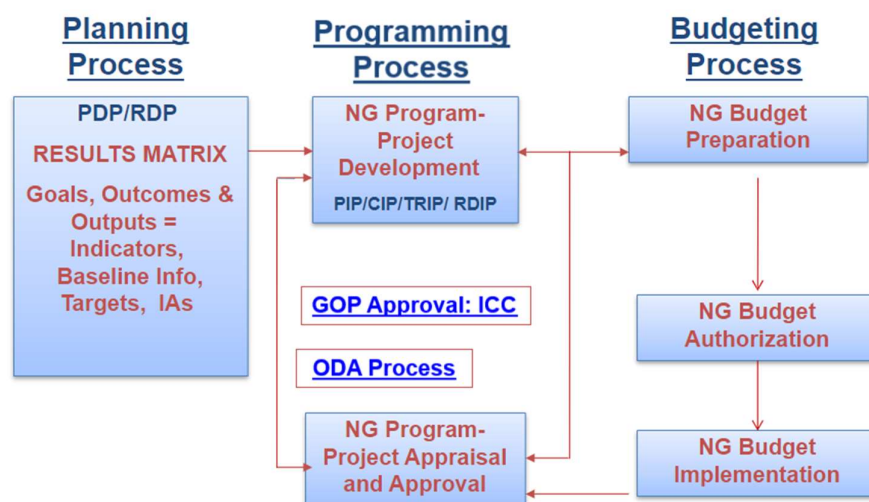 Planning
Process
PDP/RDP
RESULTS MATRIX
Goals, Outcomes &
Outputs =
Indicators,
Baseline Info,
Targets, IAs
Programming
Process
NG Program-
Project
Development
PIP/CIP/TRIP/ RDIP
GOP Approval: ICC
ODA Process
NG Program-
Project Appraisal
and Approval
Budgeting
Process
NG Budget
Preparation
NG Budget
Authorization
NG Budget
Implementation